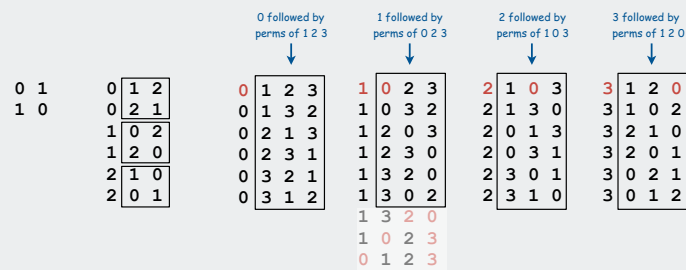 0 followed by perms of 1 2 3
1 followed by perms of 0 2 3
2 followed by perms of 1 0 3
3 followed by perms of 1 2 0
0 1
1 0
0 1 2
0 2 1
1 0 2
1 2 0
2 1 0
2 0 1
0 1 2 3
0 1 3 2
0 2 1 3
0 2 3 1
0 3 2 1
0 3 1 2
1 0 2 3
1 0 3 2
1 2 0 3
1 2 3 0
1 3 2 0
1 3 0 2
1 3 2 0
1 0 2 3
0 1 2 3
2 1 0 3
2 1 3 0
2 0 1 3
2 0 3 1
2 3 0 1
2 3 1 0
3 1 2 0
3 1 0 2
3 2 1 0
3 2 0 1
3 0 2 1
3 0 1 2